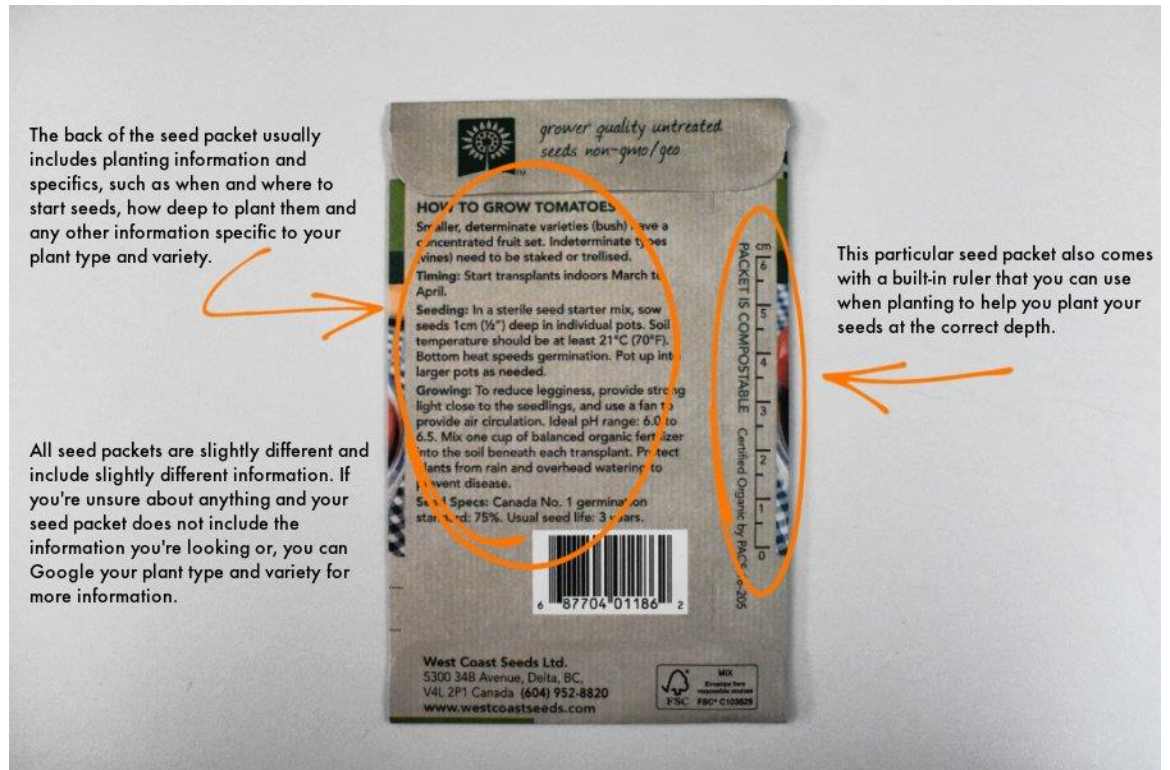 The back of the seed packet usually
includes planting information and
specifics, such as when and where to
start seeds, how deep to plant them and
any other information specific to your
plant type and variety.
All seed packets are slightly different and
include slightly different information. If
you're unsure about anything and your
seed packet does not include the
information you're looking or, you can
Google your plant type and variety for
more information.
grower quality untreated
seeds non-gmo/geo
TM
HOW TO GROW TOMATOES
Smaller, determinate varieties (bush) have a
concentrated fruit set. Indeterminate types
(vines) need to be staked or trellised.
Timing: Start transplants indoors March to
April.
Seeding: In a sterile seed starter mix, sow
seeds 1cm (½") deep in individual pots. Soil
temperature should be at least 21°C (70°F).
Bottom heat speeds germination. Pot up into
larger pots as needed.
Growing: To reduce legginess, provide strong
light close to the seedlings, and use a fan to
provide air circulation. Ideal pH range: 6.0 to
6.5. Mix one cup of balanced organic fertilizer
into the soil beneath each transplant. Protect
plants from rain and overhead watering to
prevent disease.
Seed Specs: Canada No. 1 germination
standard: 75%. Usual seed life: 3 years.
6 87704 01186 2
West Coast Seeds Ltd.
5300 34B Avenue, Delta, BC,
V4L 2P1 Canada (604) 952-8820
www.westcoastseeds.com
FSC
MIX
Envelope from
responsible sources
FSC® C103525
cm 6 5 4 3 2 1 0
PACKET IS COMPOSTABLE Certified Organic by PACS 16-205
This particular seed packet also comes
with a built-in ruler that you can use
when planting to help you plant your
seeds at the correct depth.